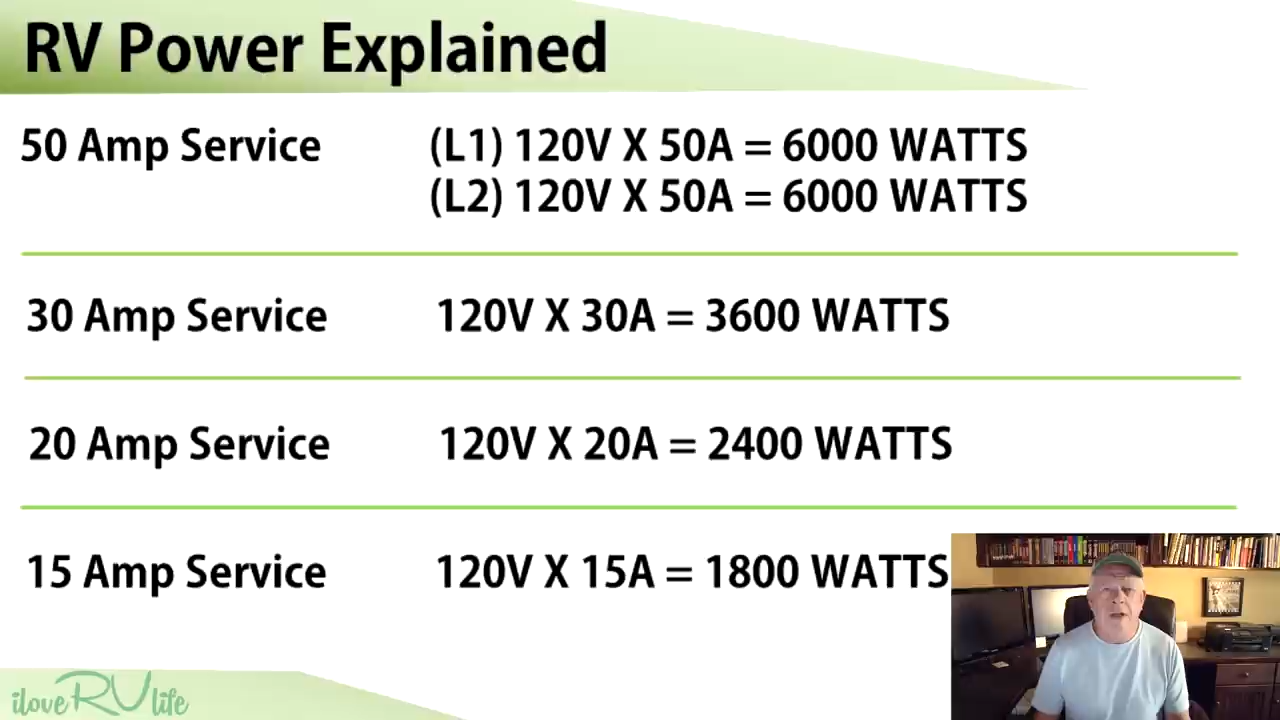 RV Power Explained
50 Amp Service (L1) 120V X 50A = 6000 WATTS
(L2) 120V X 50A = 6000 WATTS
30 Amp Service 120V X 30A = 3600 WATTS
20 Amp Service 120V X 20A = 2400 WATTS
15 Amp Service 120V X 15A = 1800 WATTS
iloveRVlife